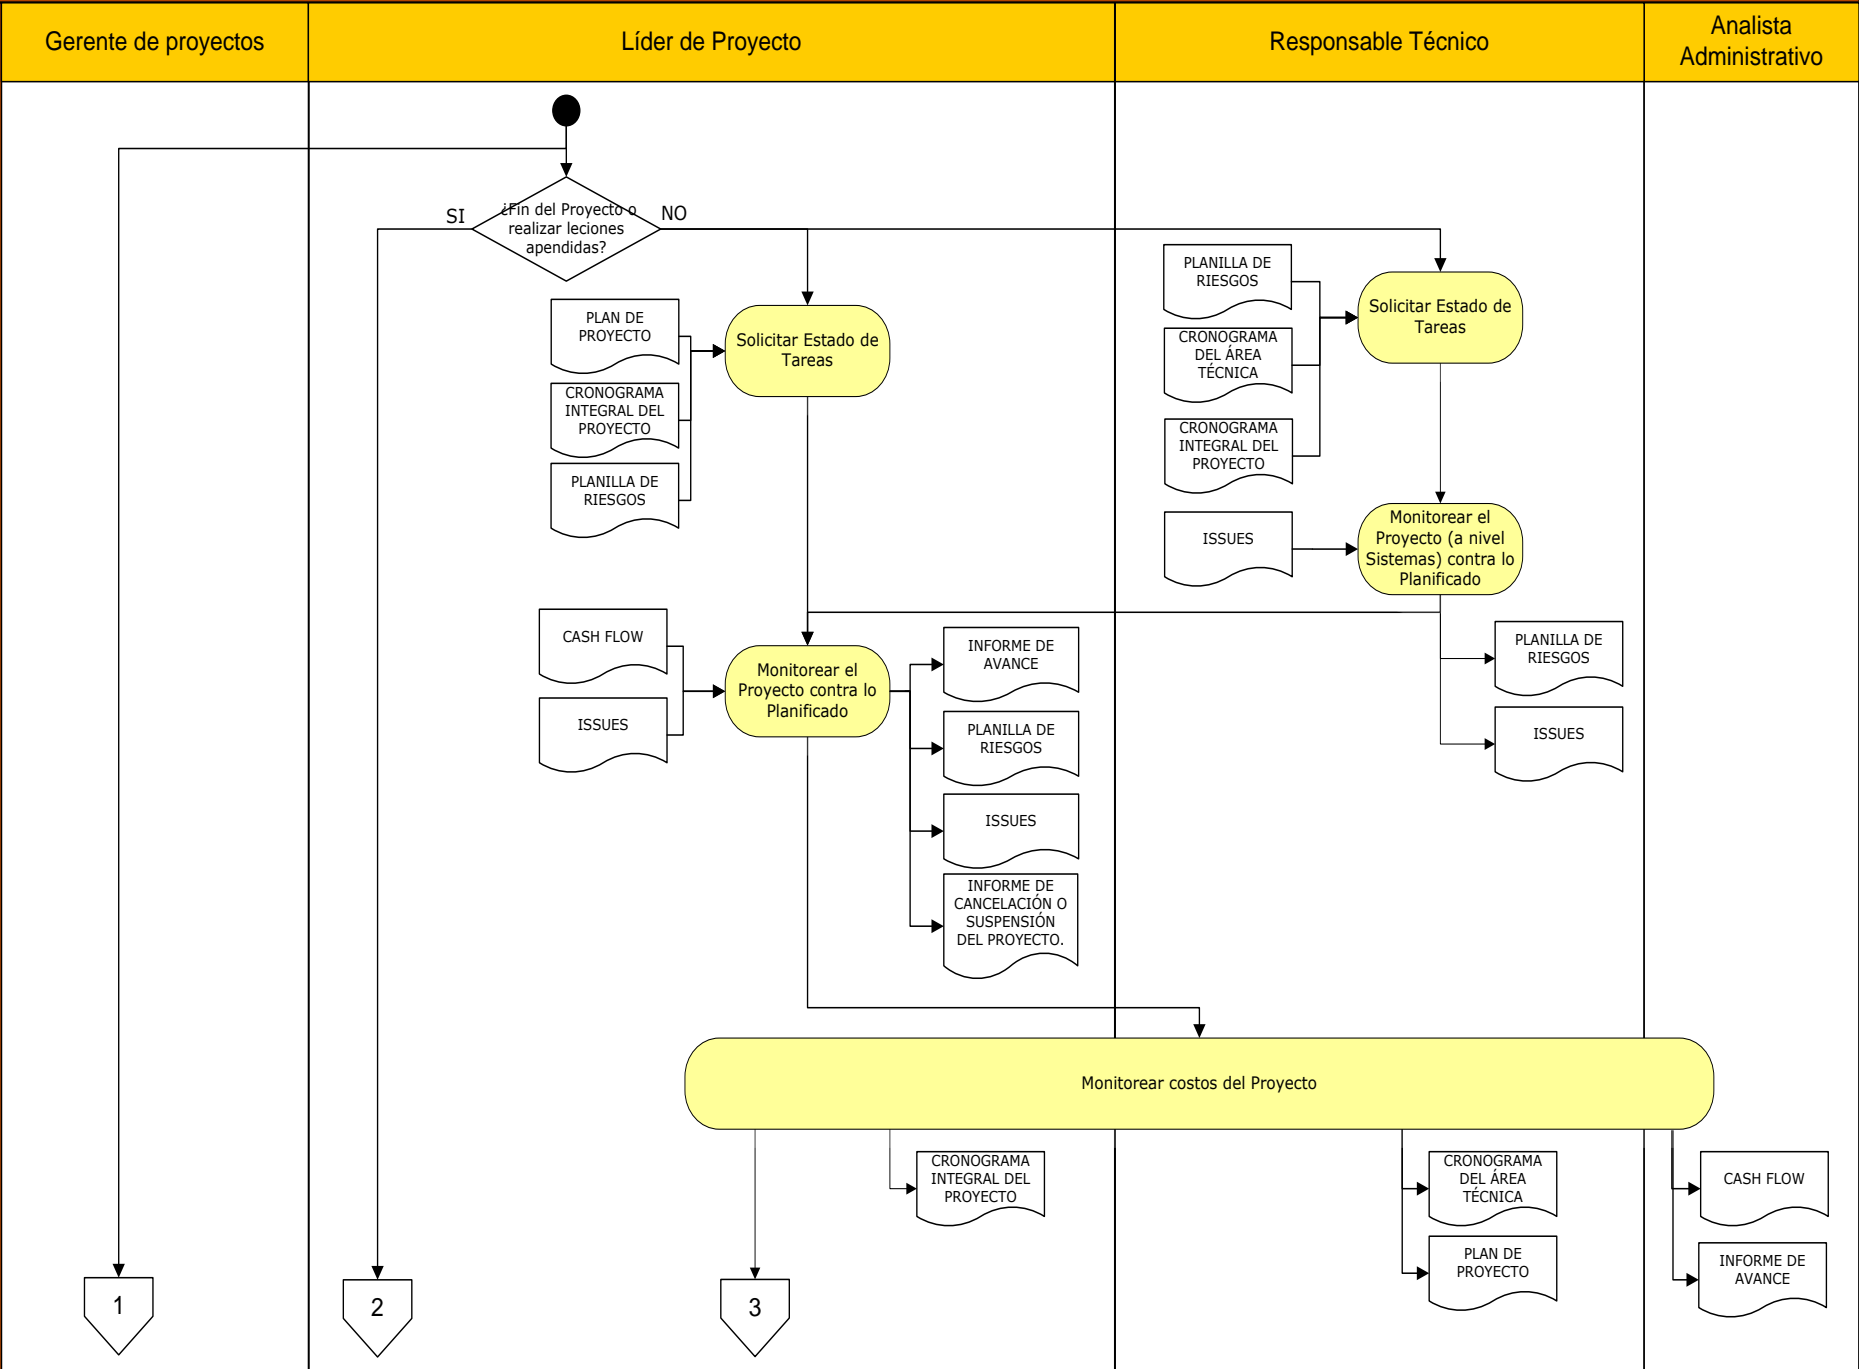 Gerente de proyectos
Líder de Proyecto
Responsable Técnico
Analista
Administrativo
SI
¿Fin del Proyecto o
realizar leciones
apendidas?
NO
PLAN DE
PROYECTO
CRONOGRAMA
INTEGRAL DEL
PROYECTO
PLANILLA DE
RIESGOS
Solicitar Estado de
Tareas
PLANILLA DE
RIESGOS
CRONOGRAMA
DEL ÁREA
TÉCNICA
CRONOGRAMA
INTEGRAL DEL
PROYECTO
Solicitar Estado de
Tareas
ISSUES
Monitorear el
Proyecto (a nivel
Sistemas) contra lo
Planificado
CASH FLOW
ISSUES
Monitorear el
Proyecto contra lo
Planificado
INFORME DE
AVANCE
PLANILLA DE
RIESGOS
ISSUES
INFORME DE
CANCELACIÓN O
SUSPENSIÓN
DEL PROYECTO.
PLANILLA DE
RIESGOS
ISSUES
Monitorear costos del Proyecto
CRONOGRAMA
INTEGRAL DEL
PROYECTO
CRONOGRAMA
DEL ÁREA
TÉCNICA
PLAN DE
PROYECTO
CASH FLOW
INFORME DE
AVANCE
1
2
3